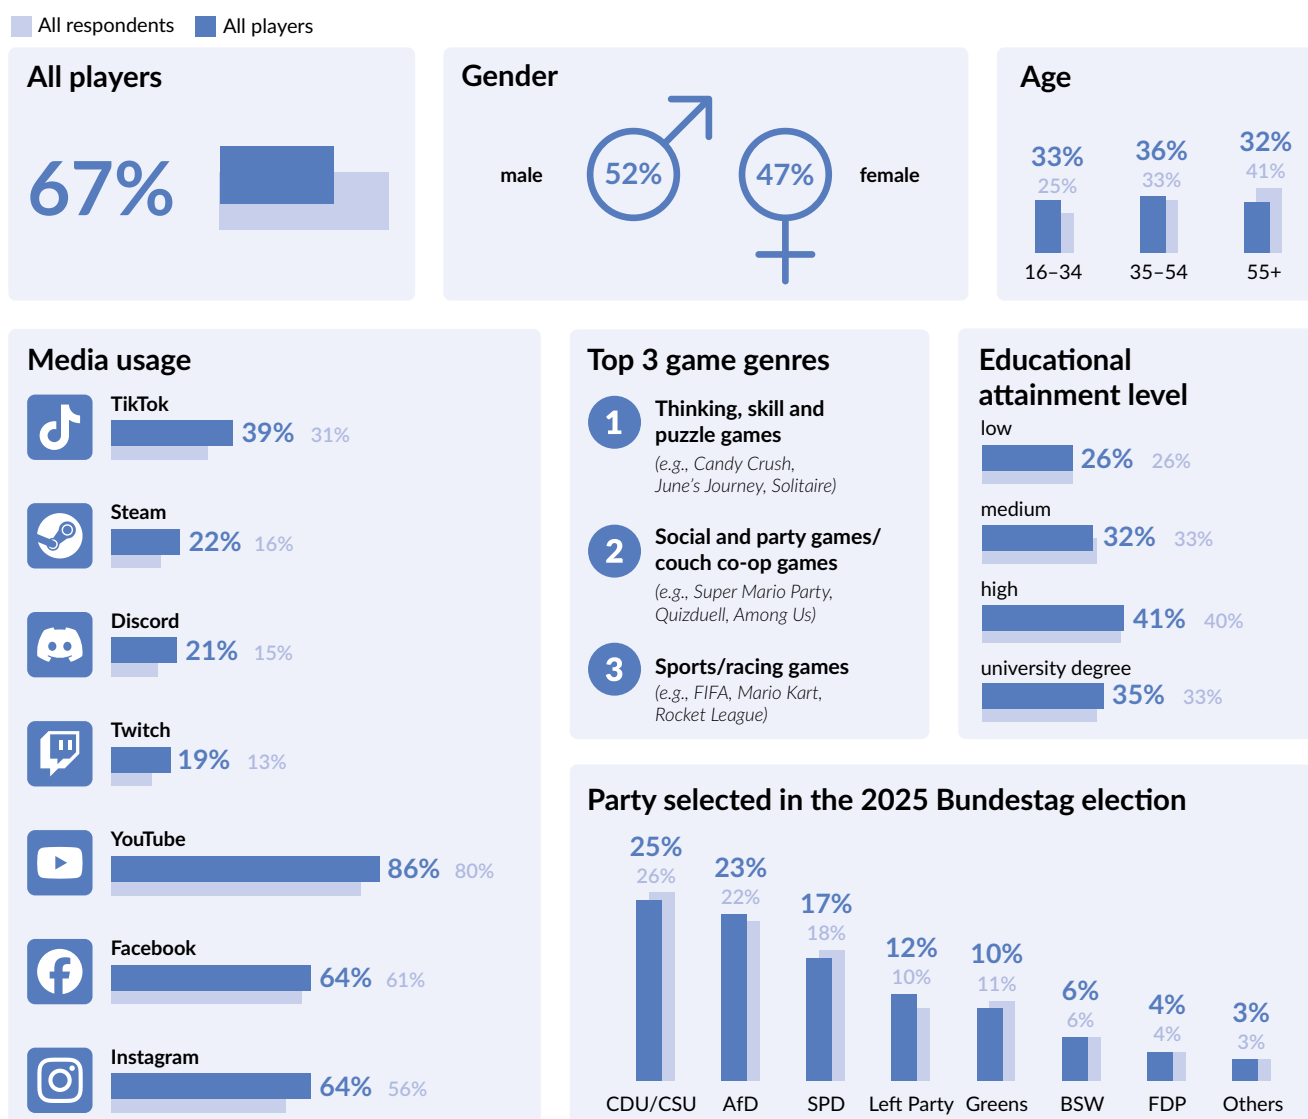 All respondents
All players
All players
67%
Gender
male
52%
47%
female
Age
33%
25%
16–34
36%
33%
35–54
32%
41%
55+
Media usage
TikTok
39% 31%
Steam
22% 16%
Discord
21% 15%
Twitch
19% 13%
YouTube
86% 80%
Facebook
64% 61%
Instagram
64% 56%
Top 3 game genres
1
Thinking, skill and
puzzle games
(e.g., Candy Crush,
June’s Journey, Solitaire)
2
Social and party games/
couch co-op games
(e.g., Super Mario Party,
Quizduell, Among Us)
3
Sports/racing games
(e.g., FIFA, Mario Kart,
Rocket League)
Educational
attainment level
low
26% 26%
medium
32% 33%
high
41% 40%
university degree
35% 33%
Party selected in the 2025 Bundestag election
25%
26%
CDU/CSU
23%
22%
AfD
17%
18%
SPD
12%
10%
Left Party
10%
11%
Greens
6%
6%
BSW
4%
4%
FDP
3%
3%
Others